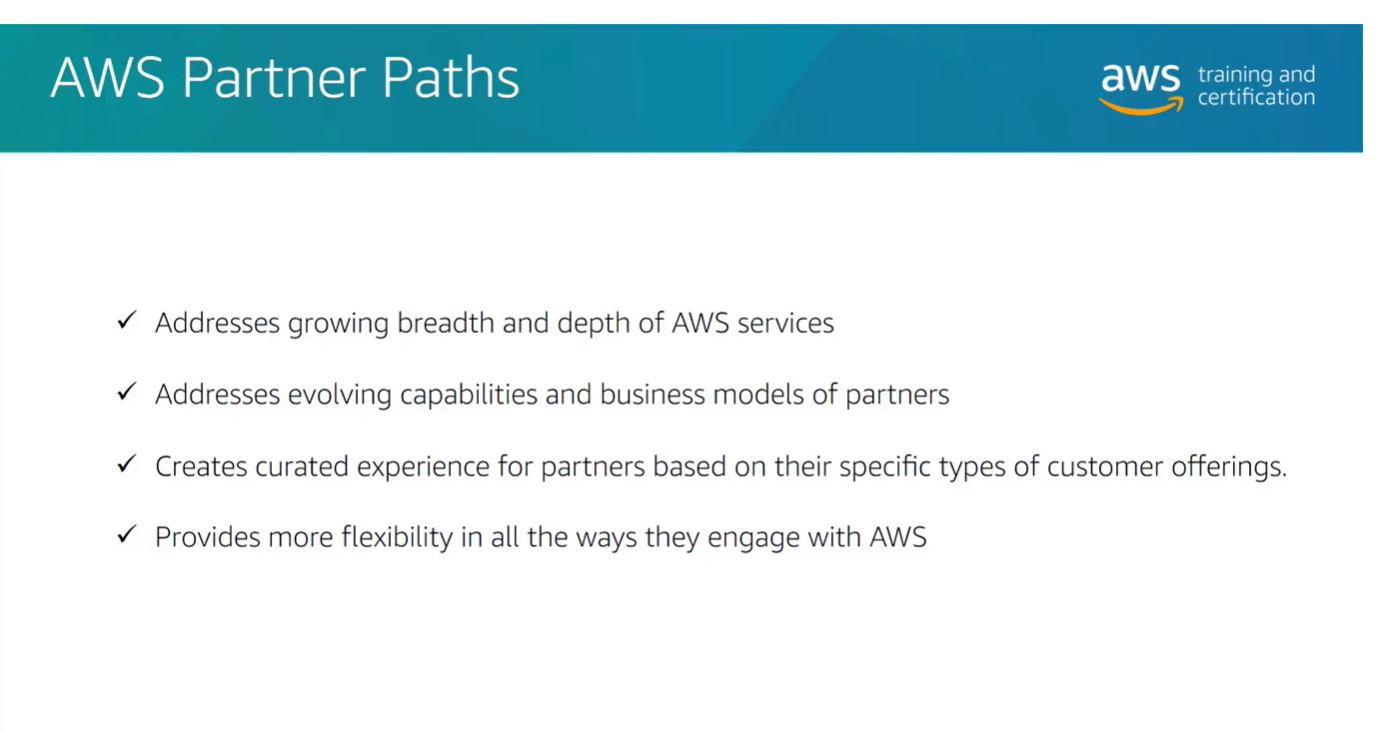 AWS Partner Paths
aws training and
certification
✓ Addresses growing breadth and depth of AWS services
✓ Addresses evolving capabilities and business models of partners
✓ Creates curated experience for partners based on their specific types of customer offerings.
✓ Provides more flexibility in all the ways they engage with AWS